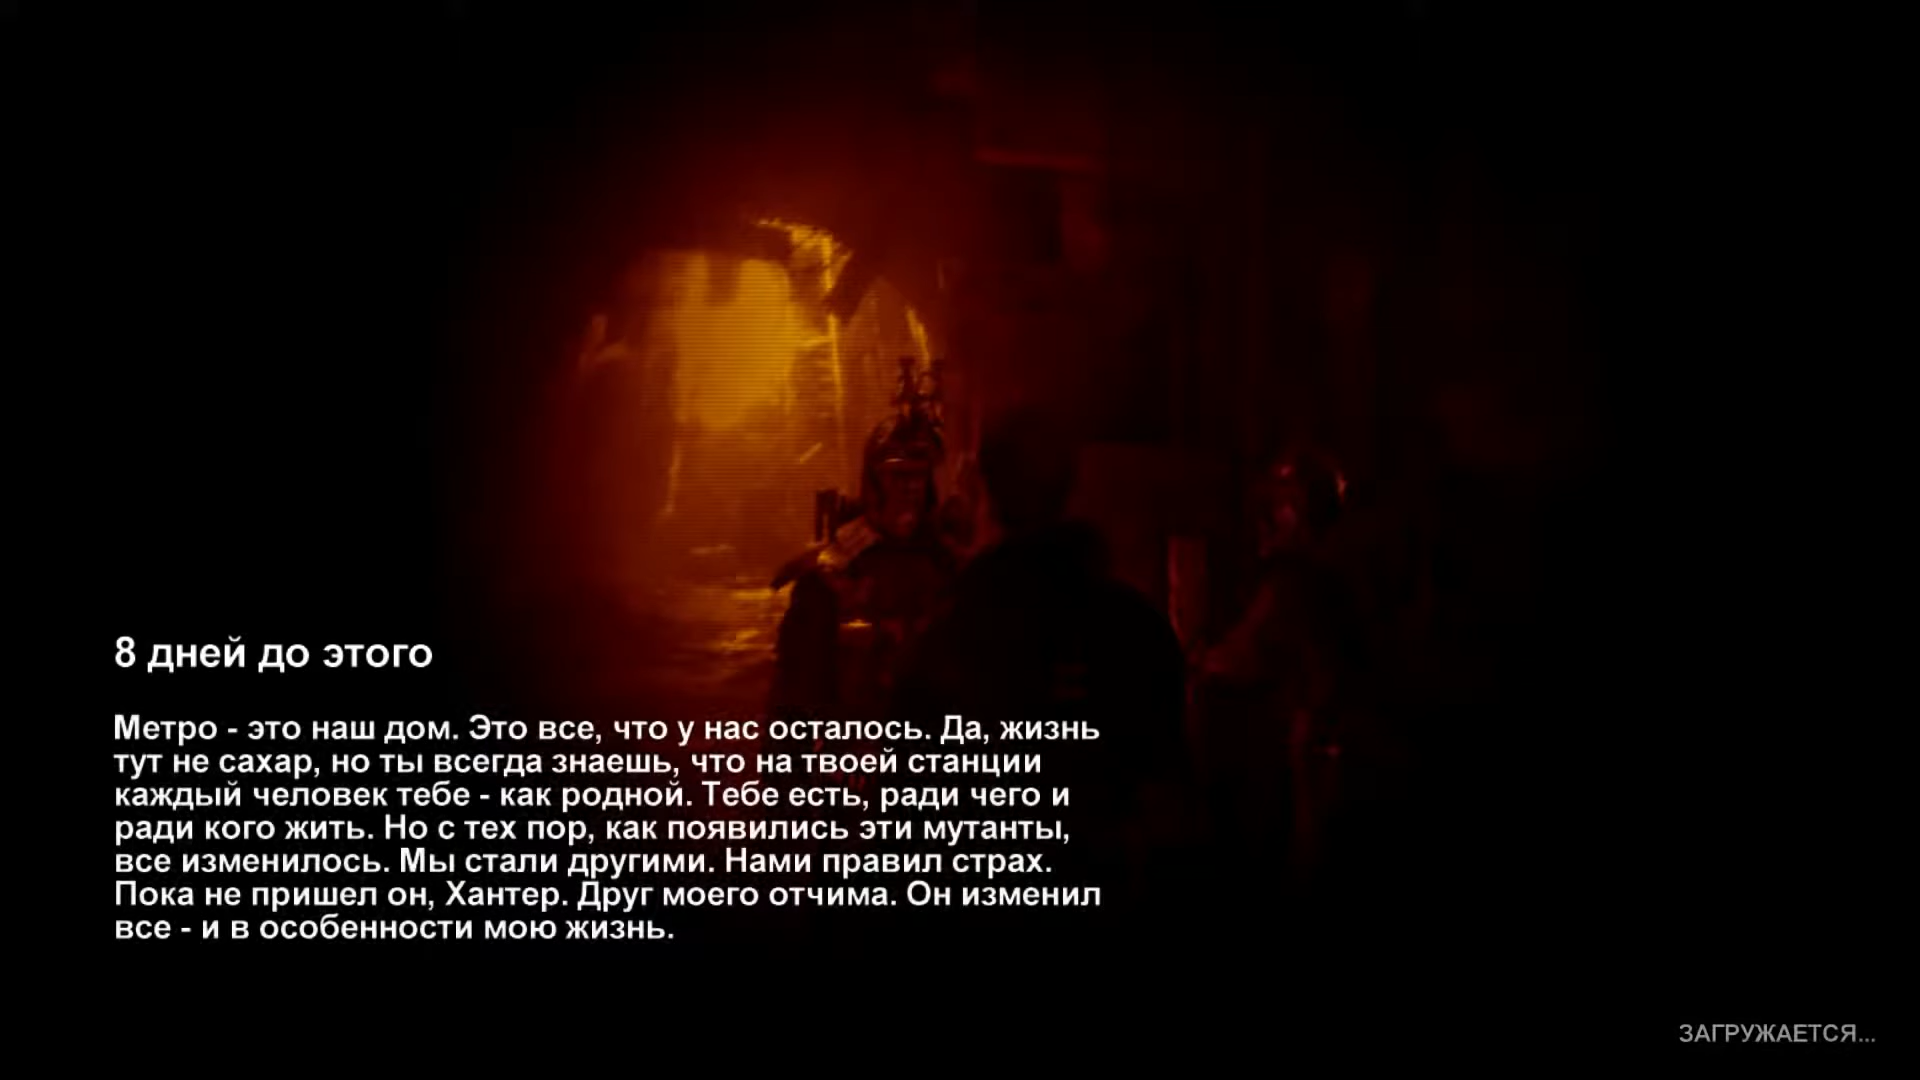 8 дней до этого
Метро - это наш дом. Это все, что у нас осталось. Да, жизнь
тут не сахар, но ты всегда знаешь, что на твоей станции
каждый человек тебе - как родной. Тебе есть, ради чего и
ради кого жить. Но с тех пор, как появились эти мутанты,
все изменилось. Мы стали другими. Нами правил страх.
Пока не пришел он, Хантер. Друг моего отчима. Он изменил
все - и в особенности мою жизнь.
ЗАГРУЖАЕТСЯ...